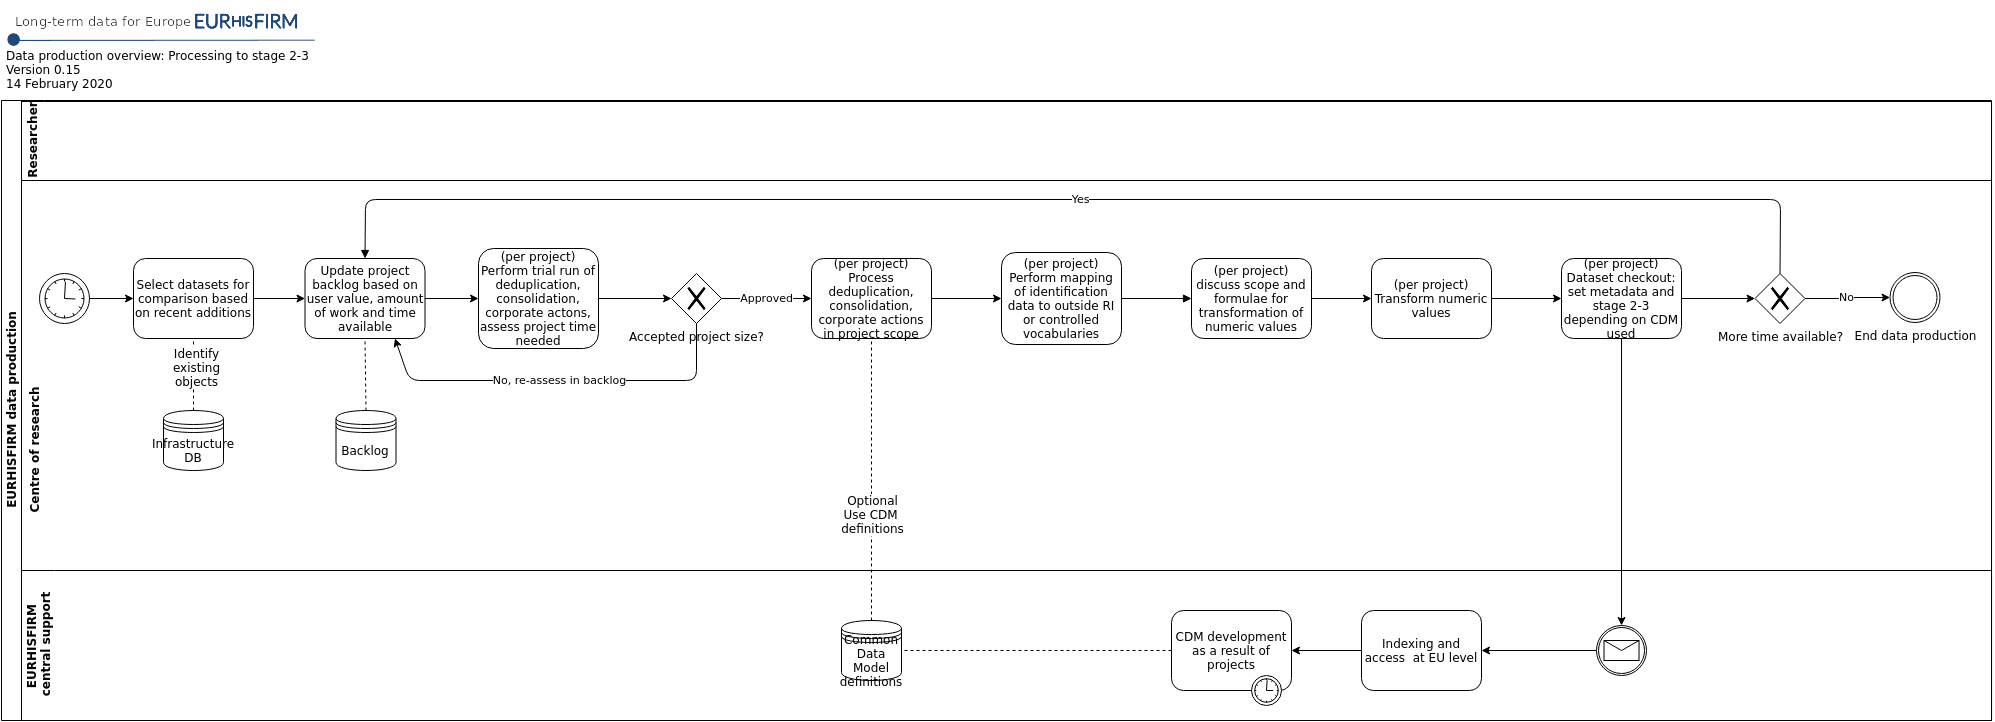 Long-term data for Europe EURHISFIRM
Data production overview: Processing to stage 2-3
Version 0.15
14 February 2020
EURHISFIRM data production
Researcher
Centre of research
Yes
Select datasets for
comparison based
on recent additions
Update project
backlog based on
user value, amount
of work and time
available
(per project)
Perform trial run of
deduplication,
consolidation,
corporate actons,
assess project time
needed
Accepted project size?
Approved
(per project)
Process
deduplication,
consolidation,
corporate actions
in project scope
(per project)
Perform mapping
of identification
data to outside RI
or controlled
vocabularies
(per project)
discuss scope and
formulae for
transformation of
numeric values
(per project)
Transform numeric
values
(per project)
Dataset checkout:
set metadata and
stage 2-3
depending on CDM
used
More time available?
No
End data production
Identify
existing
objects
No, re-assess in backlog
Infrastructure
DB
Backlog
Optional
Use CDM
definitions
EURHISFIRM
central support
Common
Data
Model
definitions
CDM development
as a result of
projects
Indexing and
access  at EU level